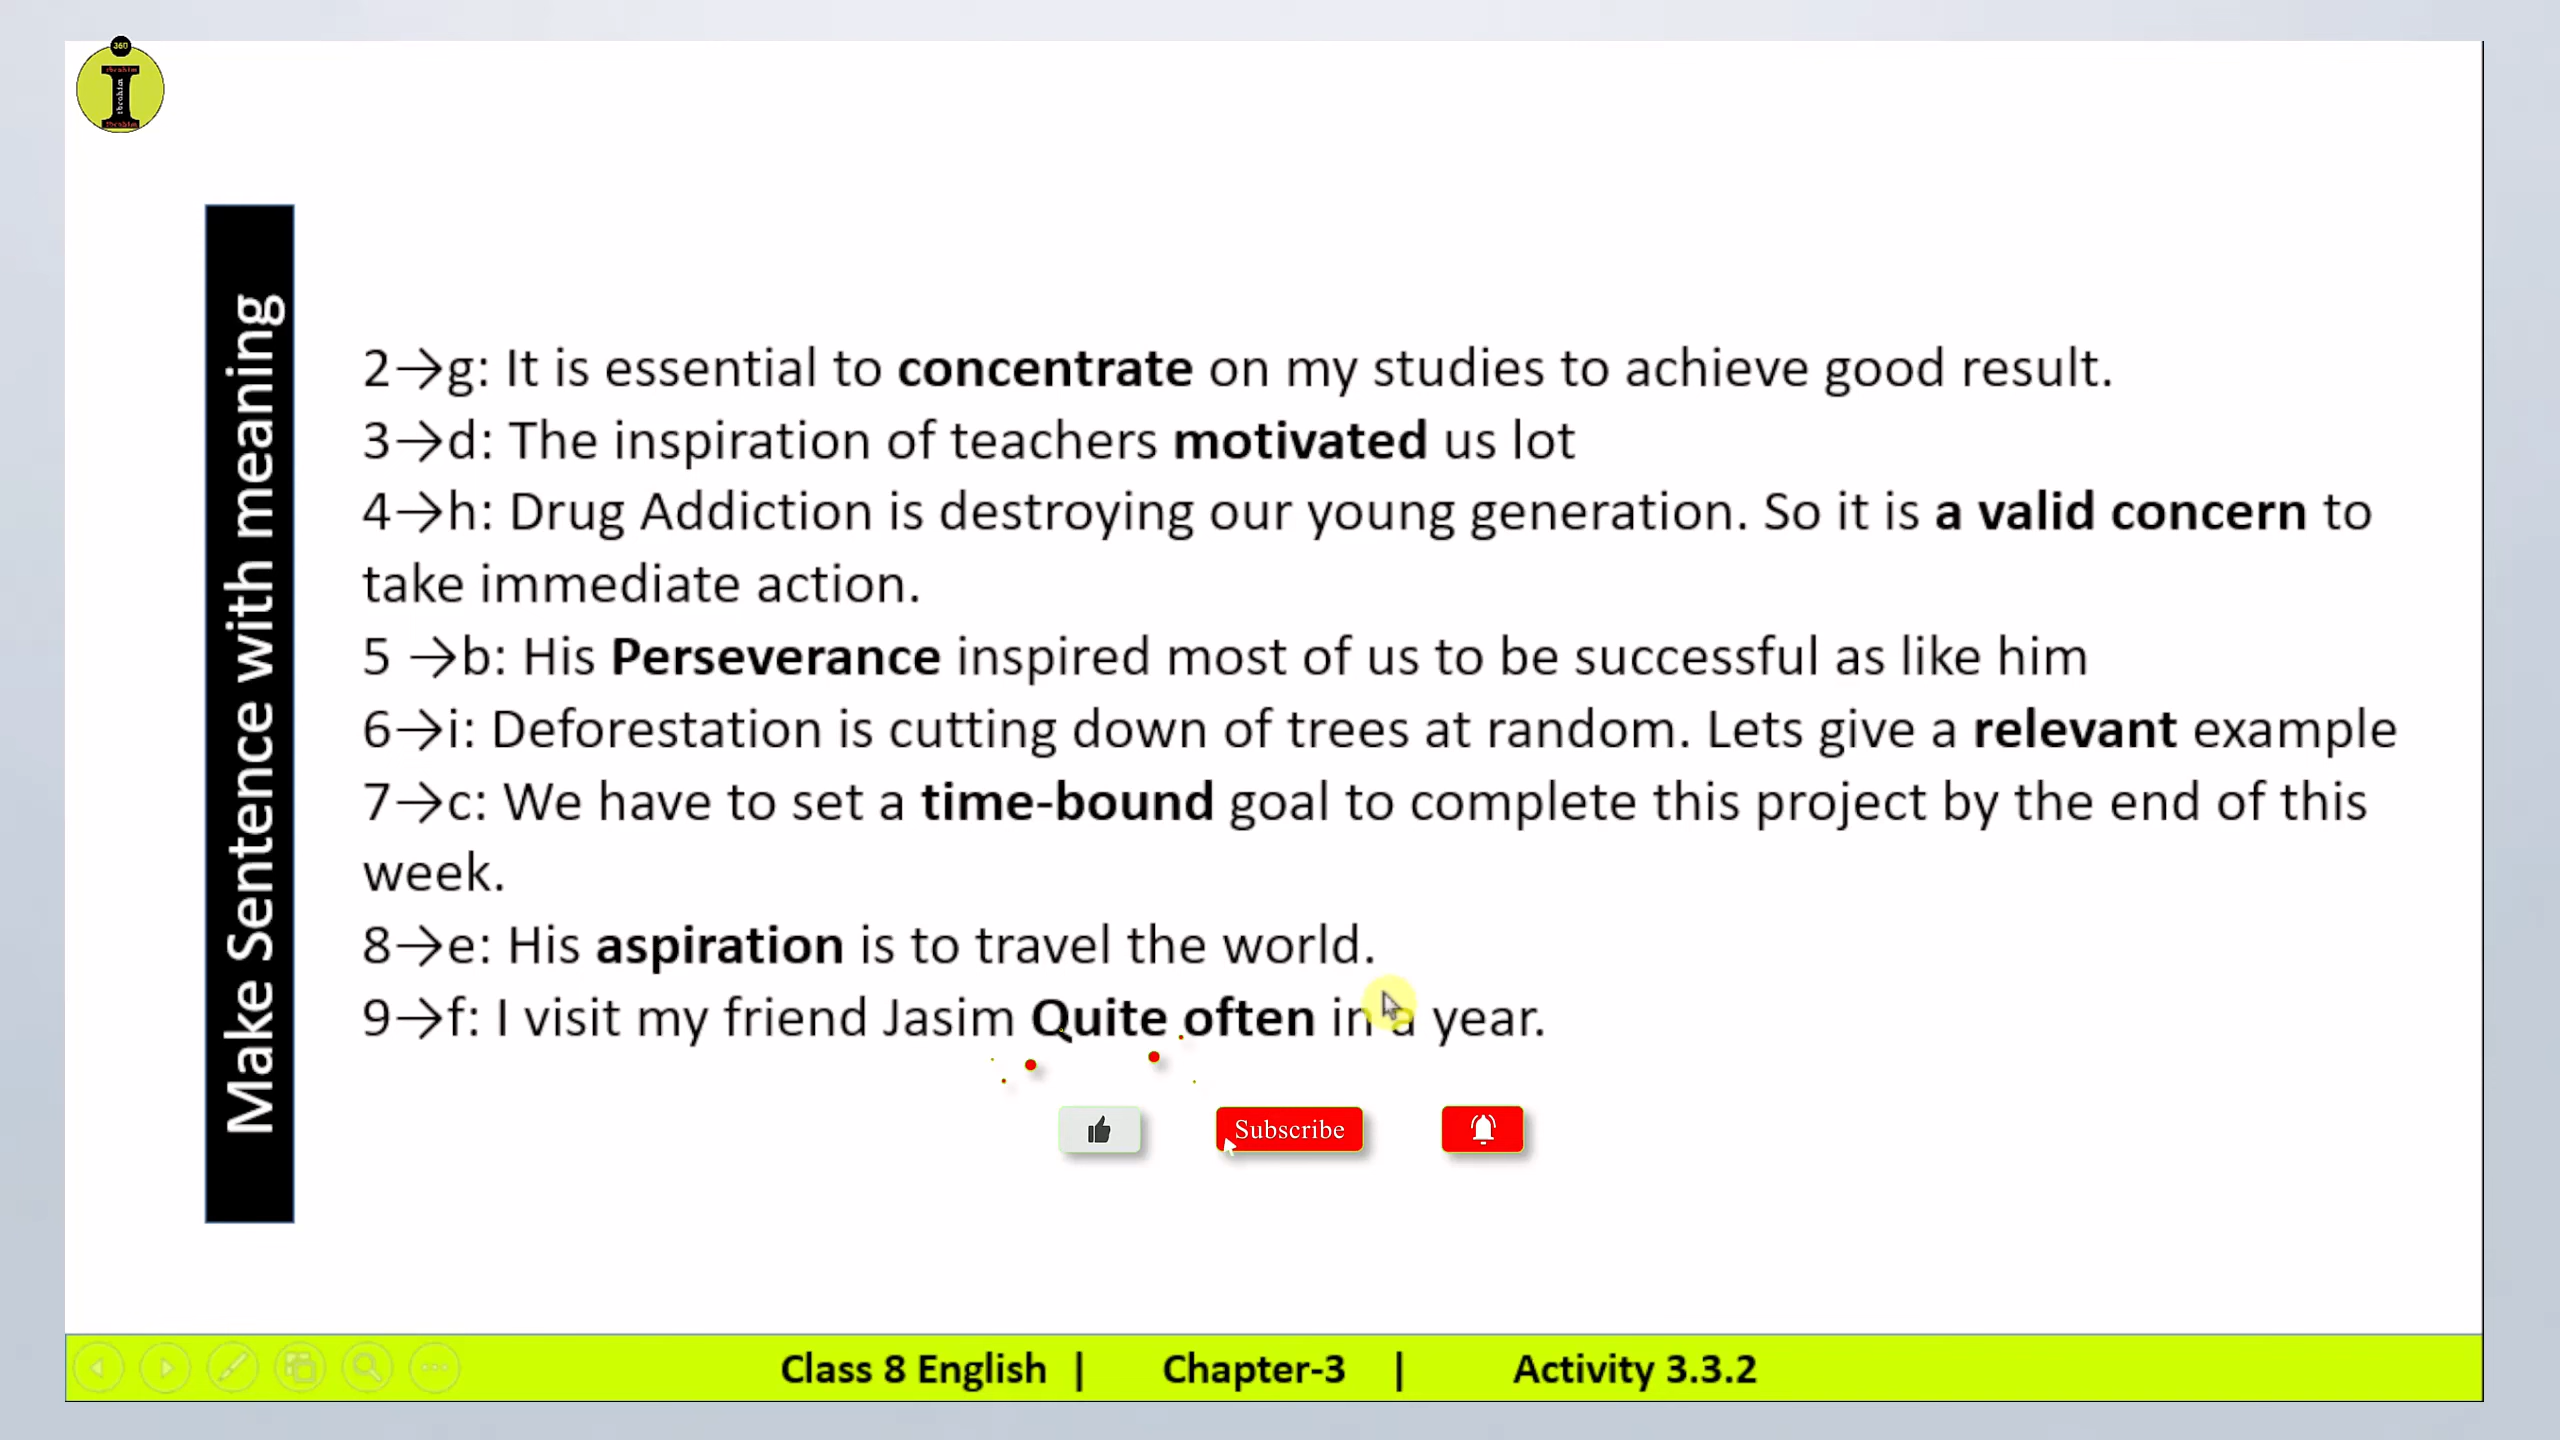 360
Ibrahim
Ibrahim
Ibrahim
Make Sentence with meaning
2→g: It is essential to concentrate on my studies to achieve good result.
3→d: The inspiration of teachers motivated us lot
4→h: Drug Addiction is destroying our young generation. So it is a valid concern to
take immediate action.
5 →b: His Perseverance inspired most of us to be successful as like him
6→i: Deforestation is cutting down of trees at random. Lets give a relevant example
7→c: We have to set a time-bound goal to complete this project by the end of this
week.
8→e: His aspiration is to travel the world.
9→f: I visit my friend Jasim Quite often in a year.
Subscribe
Class 8 English | Chapter-3 | Activity 3.3.2